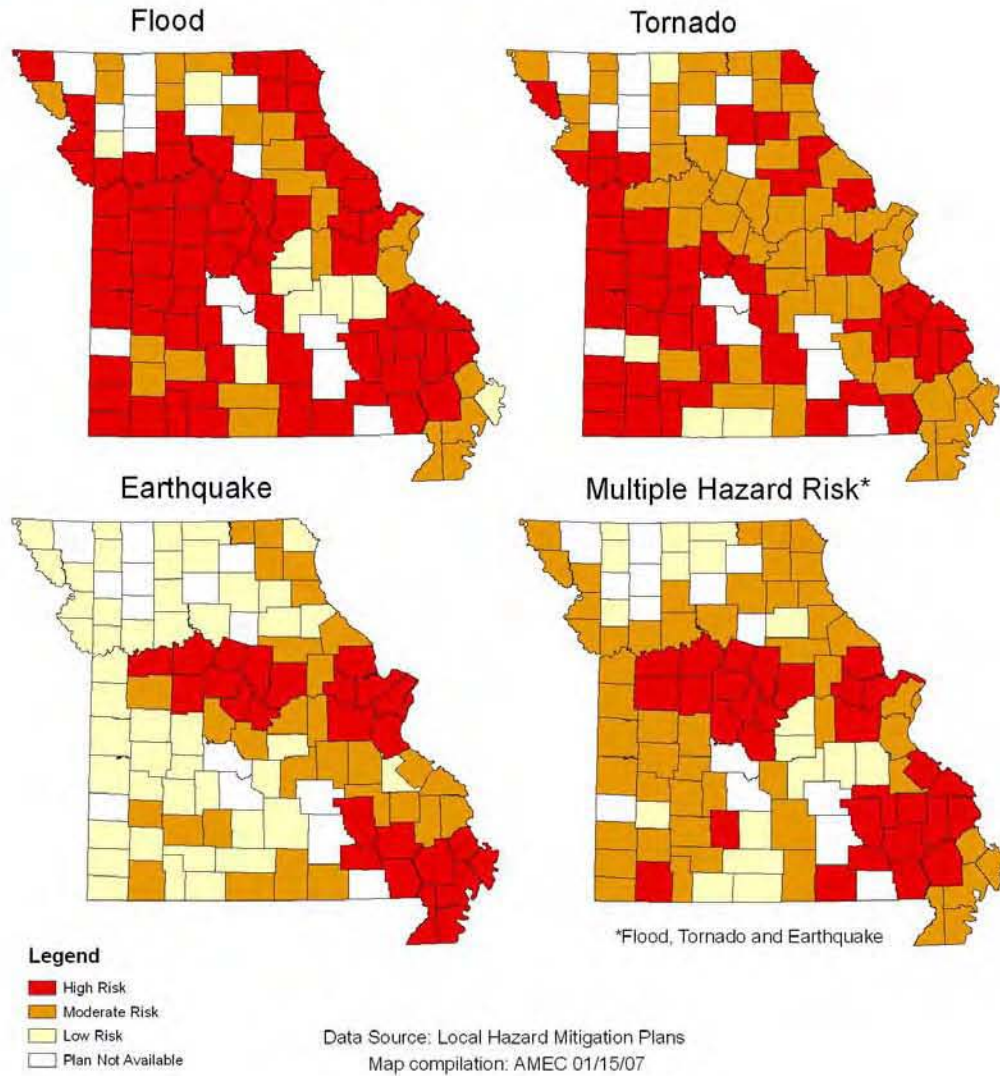 Flood
Tornado
Earthquake
Multiple Hazard Risk*
*Flood, Tornado and Earthquake
Legend
High Risk
Moderate Risk
Low Risk
Plan Not Available
Data Source: Local Hazard Mitigation Plans
Map compilation: AMEC 01/15/07